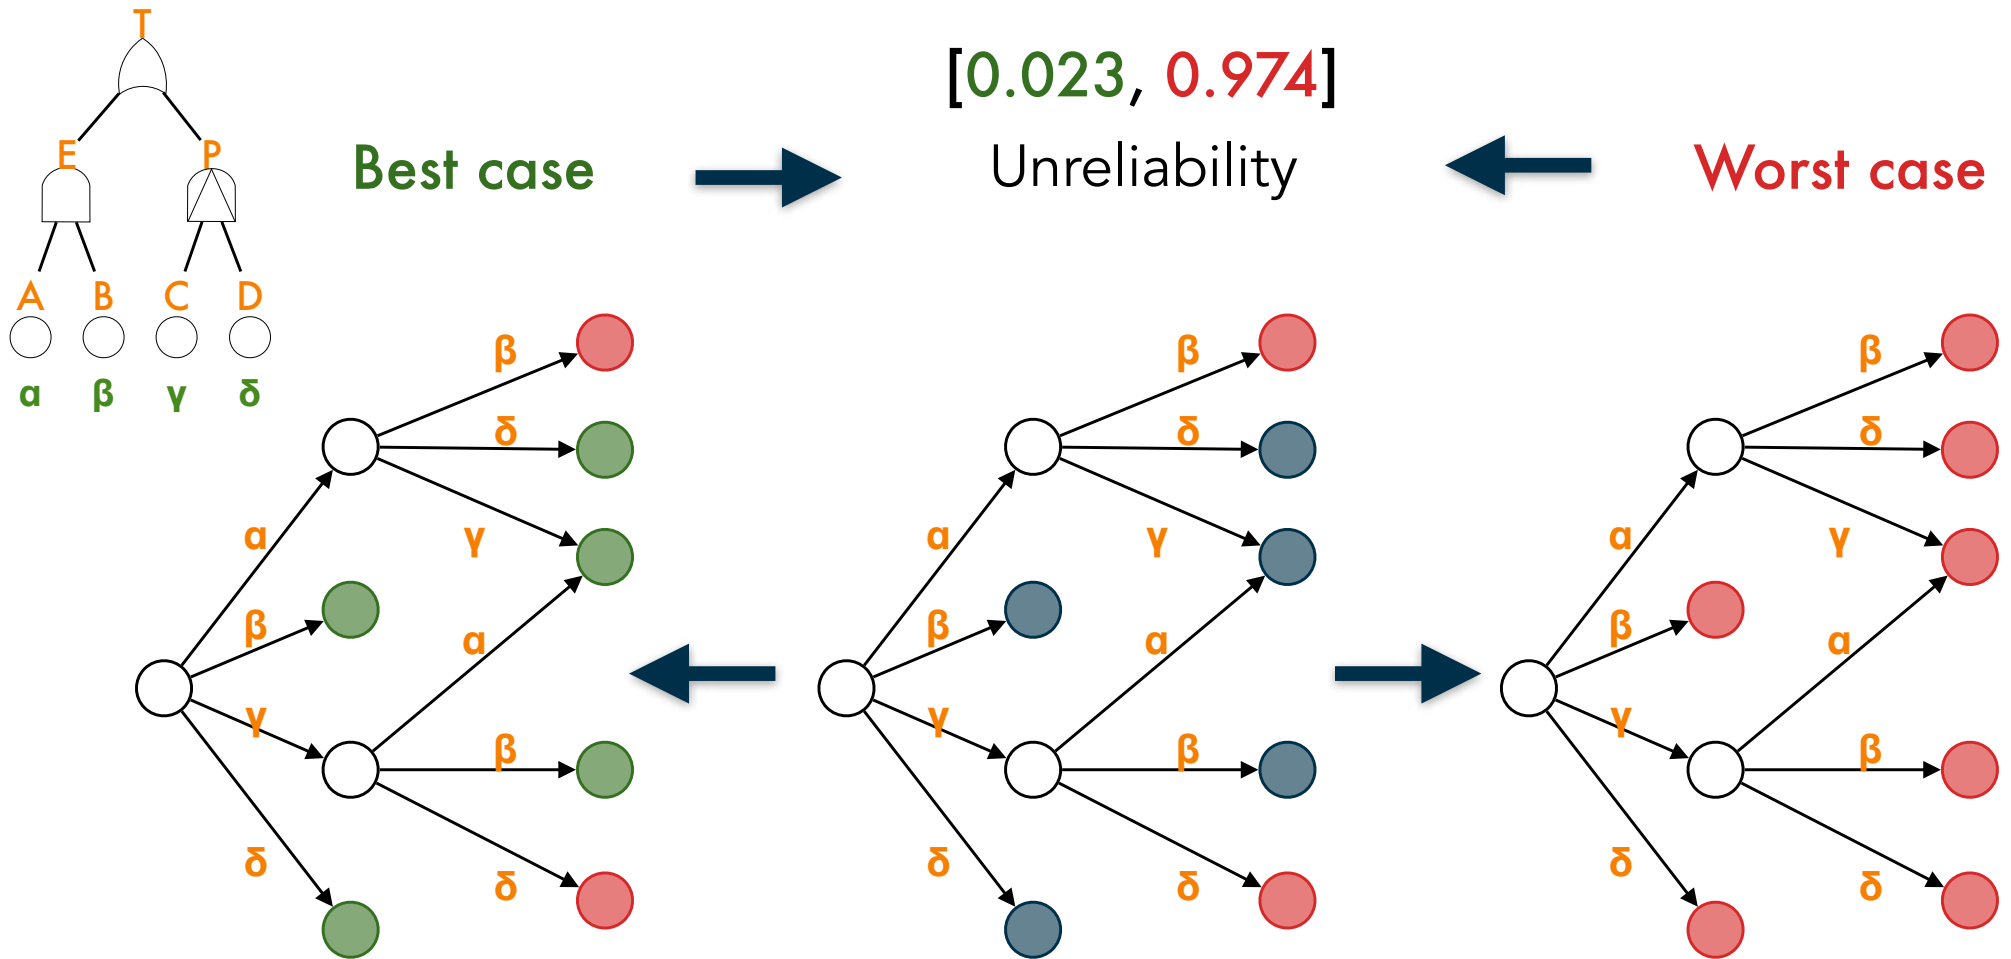 T
[0.023, 0.974]
E P
Best case
Unreliability
Worst case
A B C D
α β γ δ
β
δ
γ
α
β
α
γ
β
δ
δ
β
δ
γ
α
β
α
γ
β
δ
δ
β
δ
γ
α
β
α
γ
β
δ
δ